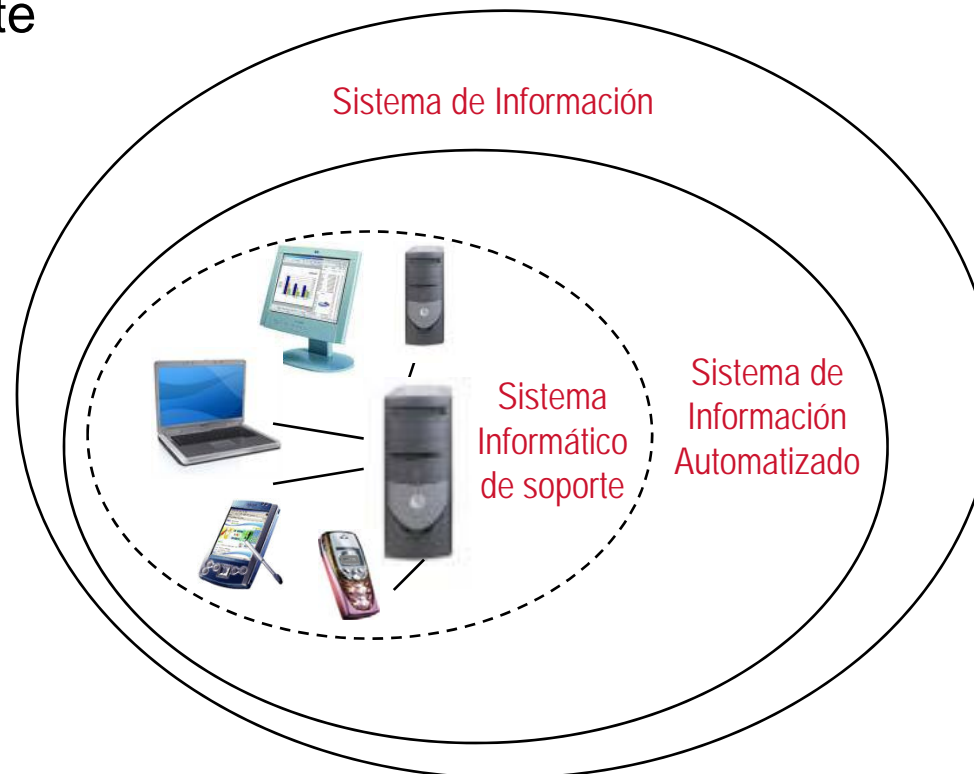 te
Sistema de Información
Sistema
Informático
de soporte
Sistema de
Información
Automatizado